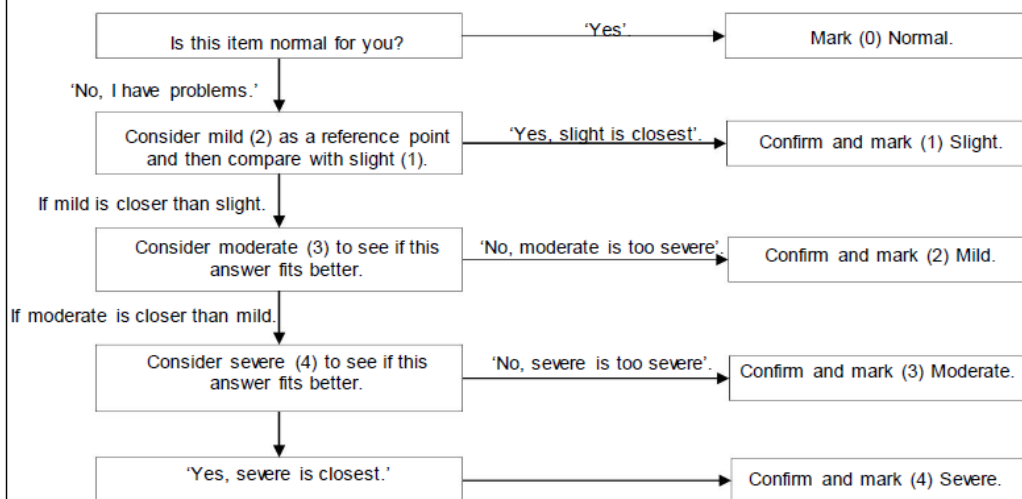 Is this item normal for you?
‘Yes’.
Mark (0) Normal.
‘No, I have problems.’
Consider mild (2) as a reference point
and then compare with slight (1).
‘Yes, slight is closest’.
Confirm and mark (1) Slight.
If mild is closer than slight.
Consider moderate (3) to see if this
answer fits better.
‘No, moderate is too severe’.
Confirm and mark (2) Mild.
If moderate is closer than mild.
Consider severe (4) to see if this
answer fits better.
‘No, severe is too severe’.
Confirm and mark (3) Moderate.
‘Yes, severe is closest.’
Confirm and mark (4) Severe.